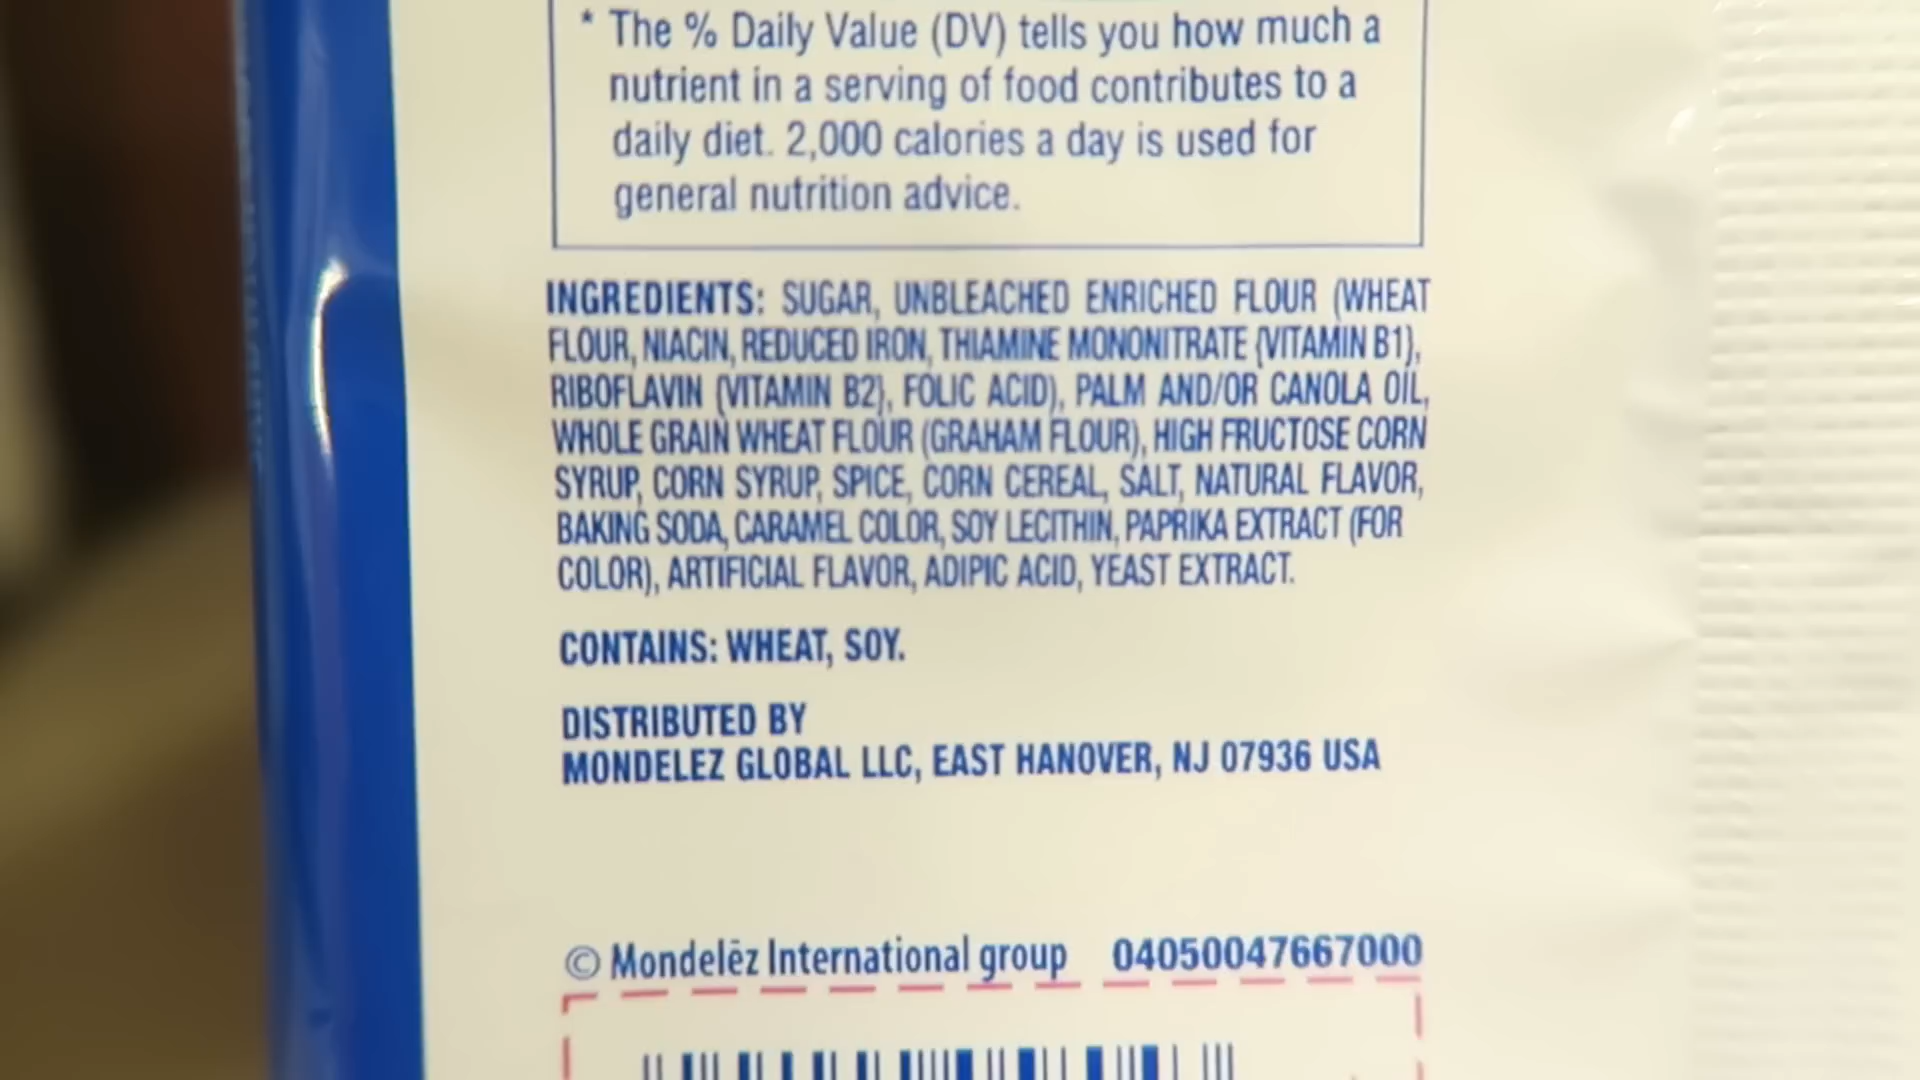 * The % Daily Value (DV) tells you how much a
nutrient in a serving of food contributes to a
daily diet. 2,000 calories a day is used for
general nutrition advice.
INGREDIENTS: SUGAR, UNBLEACHED ENRICHED FLOUR (WHEAT
FLOUR, NIACIN, REDUCED IRON, THIAMINE MONONITRATE {VITAMIN B1},
RIBOFLAVIN {VITAMIN B2}, FOLIC ACID), PALM AND/OR CANOLA OIL,
WHOLE GRAIN WHEAT FLOUR (GRAHAM FLOUR), HIGH FRUCTOSE CORN
SYRUP, CORN SYRUP, SPICE, CORN CEREAL, SALT, NATURAL FLAVOR,
BAKING SODA, CARAMEL COLOR, SOY LECITHIN, PAPRIKA EXTRACT (FOR
COLOR), ARTIFICIAL FLAVOR, ADIPIC ACID, YEAST EXTRACT.
CONTAINS: WHEAT, SOY.
DISTRIBUTED BY
MONDELEZ GLOBAL LLC, EAST HANOVER, NJ 07936 USA
© Mondelēz International group 04050047667000